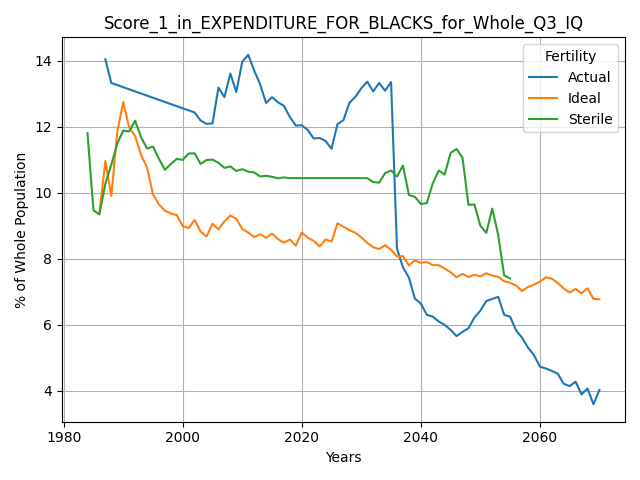 Score_1_in_EXPENDITURE_FOR_BLACKS_for_Whole_Q3_IQ
Fertility
Actual
Ideal
Sterile
% of Whole Population
14
12
10
8
6
4
1980
2000
2020
2040
2060
Years